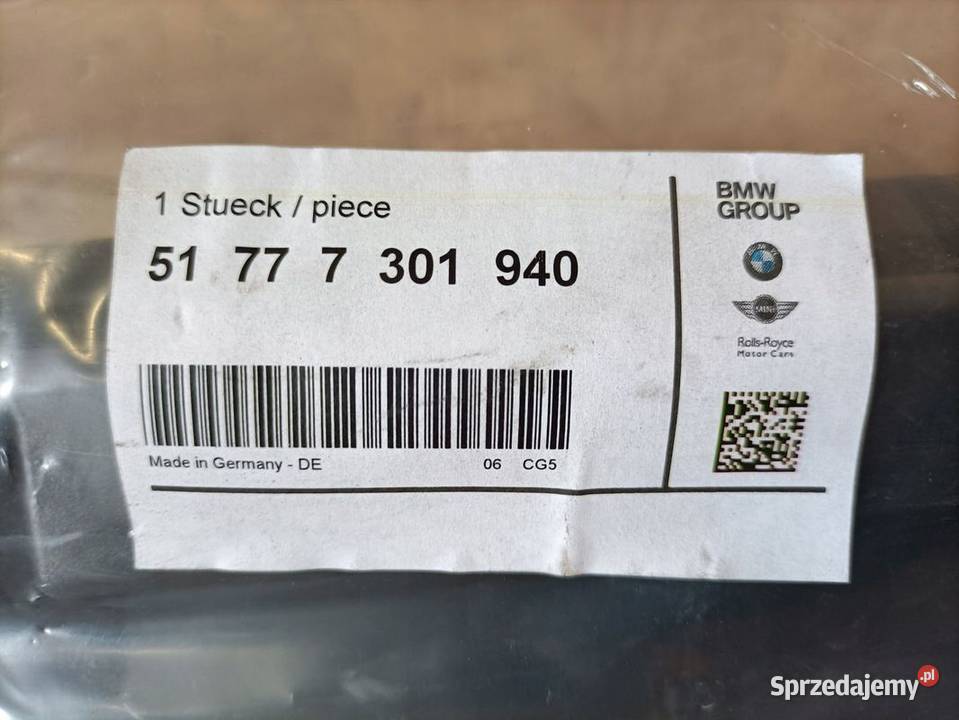 1 Stueck / piece
51 77 7 301 940
Made in Germany - DE
06 CG5
BMW
GROUP
MINI
Rolls-Royce
Motor Cars
Sprzedajemy.pl